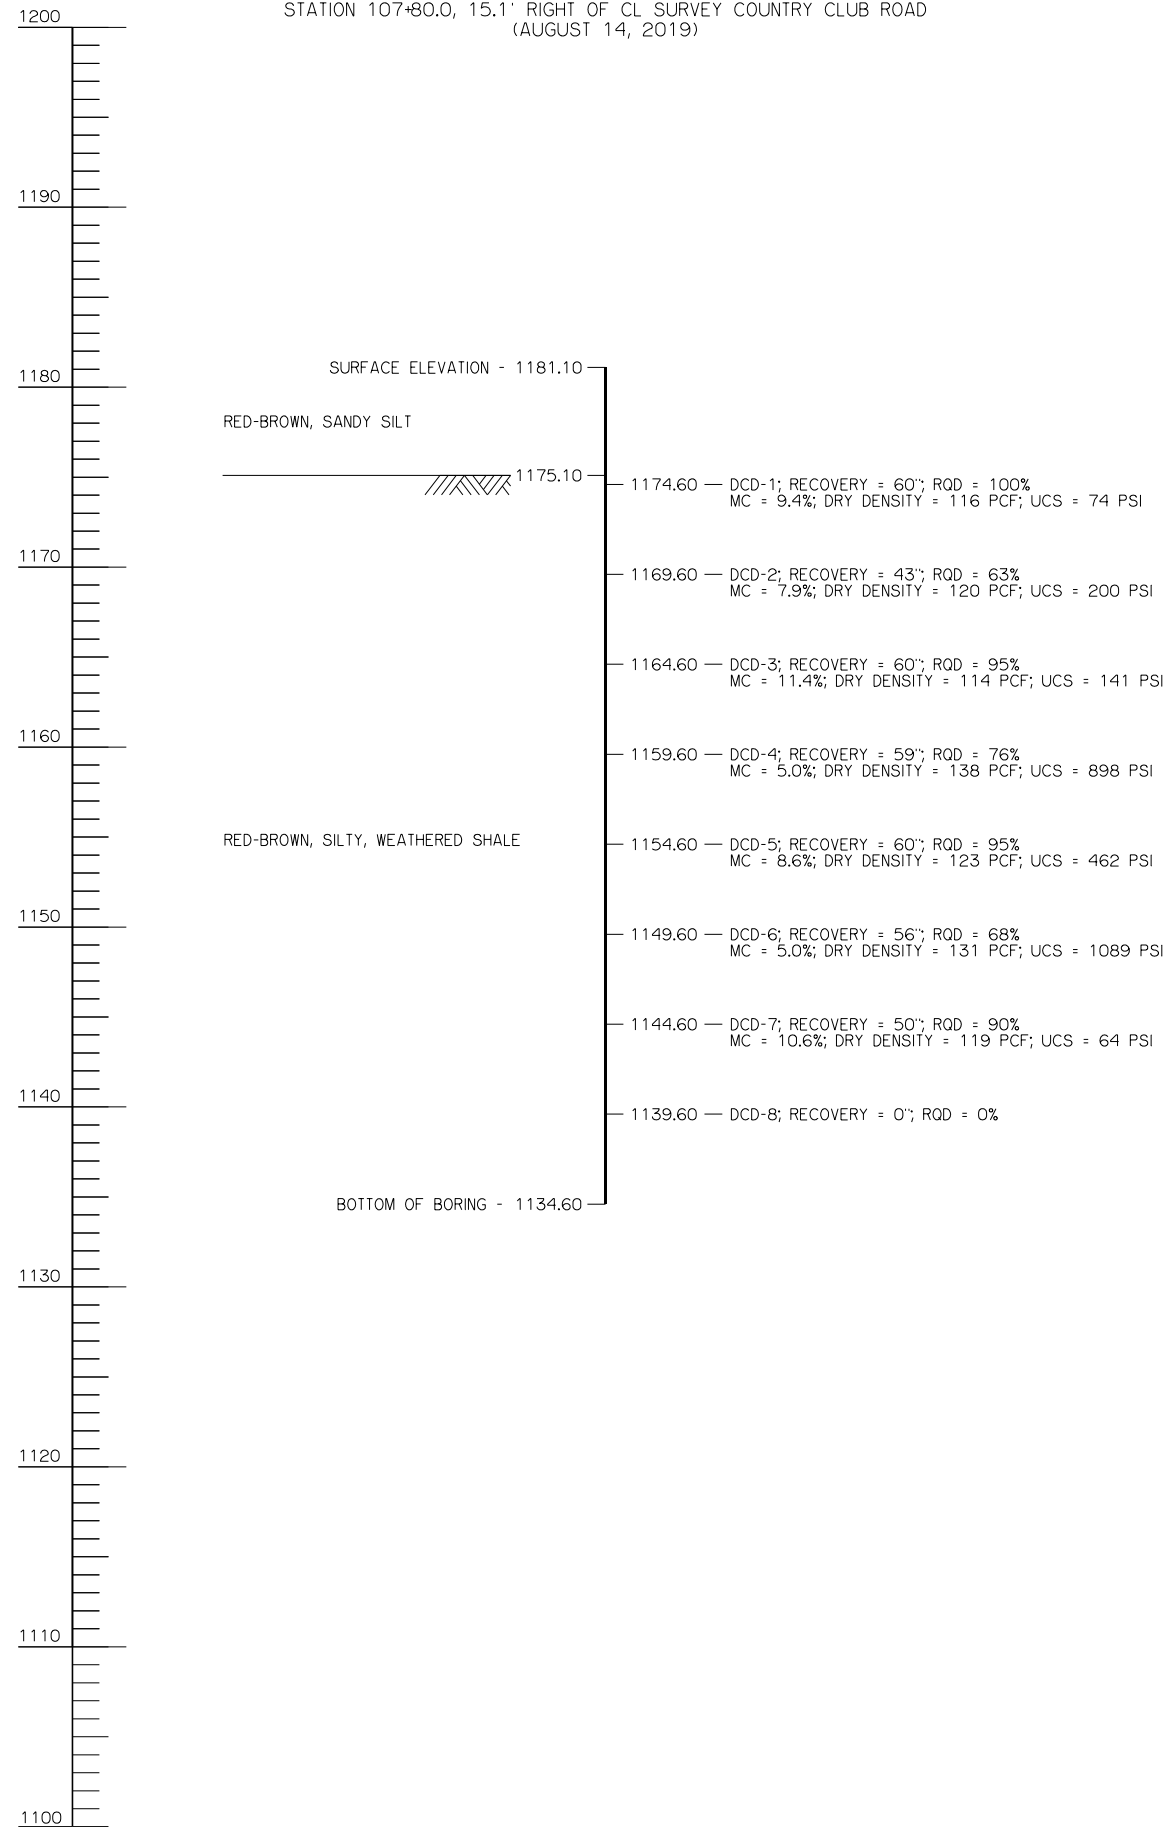 STATION 107+80.0, 15.1' RIGHT OF CL SURVEY COUNTRY CLUB ROAD
(AUGUST 14, 2019)
1200
1190
1180
1170
1160
1150
1140
1130
1120
1110
1100
SURFACE ELEVATION - 1181.10
RED-BROWN, SANDY SILT
1175.10
1174.60 — DCD-1; RECOVERY = 60"; RQD = 100%
MC = 9.4%; DRY DENSITY = 116 PCF; UCS = 74 PSI
1169.60 — DCD-2; RECOVERY = 43"; RQD = 63%
MC = 7.9%; DRY DENSITY = 120 PCF; UCS = 200 PSI
1164.60 — DCD-3; RECOVERY = 60"; RQD = 95%
MC = 11.4%; DRY DENSITY = 114 PCF; UCS = 141 PSI
1159.60 — DCD-4; RECOVERY = 59"; RQD = 76%
MC = 5.0%; DRY DENSITY = 138 PCF; UCS = 898 PSI
RED-BROWN, SILTY, WEATHERED SHALE
1154.60 — DCD-5; RECOVERY = 60"; RQD = 95%
MC = 8.6%; DRY DENSITY = 123 PCF; UCS = 462 PSI
1149.60 — DCD-6; RECOVERY = 56"; RQD = 68%
MC = 5.0%; DRY DENSITY = 131 PCF; UCS = 1089 PSI
1144.60 — DCD-7; RECOVERY = 50"; RQD = 90%
MC = 10.6%; DRY DENSITY = 119 PCF; UCS = 64 PSI
1139.60 — DCD-8; RECOVERY = 0"; RQD = 0%
BOTTOM OF BORING - 1134.60